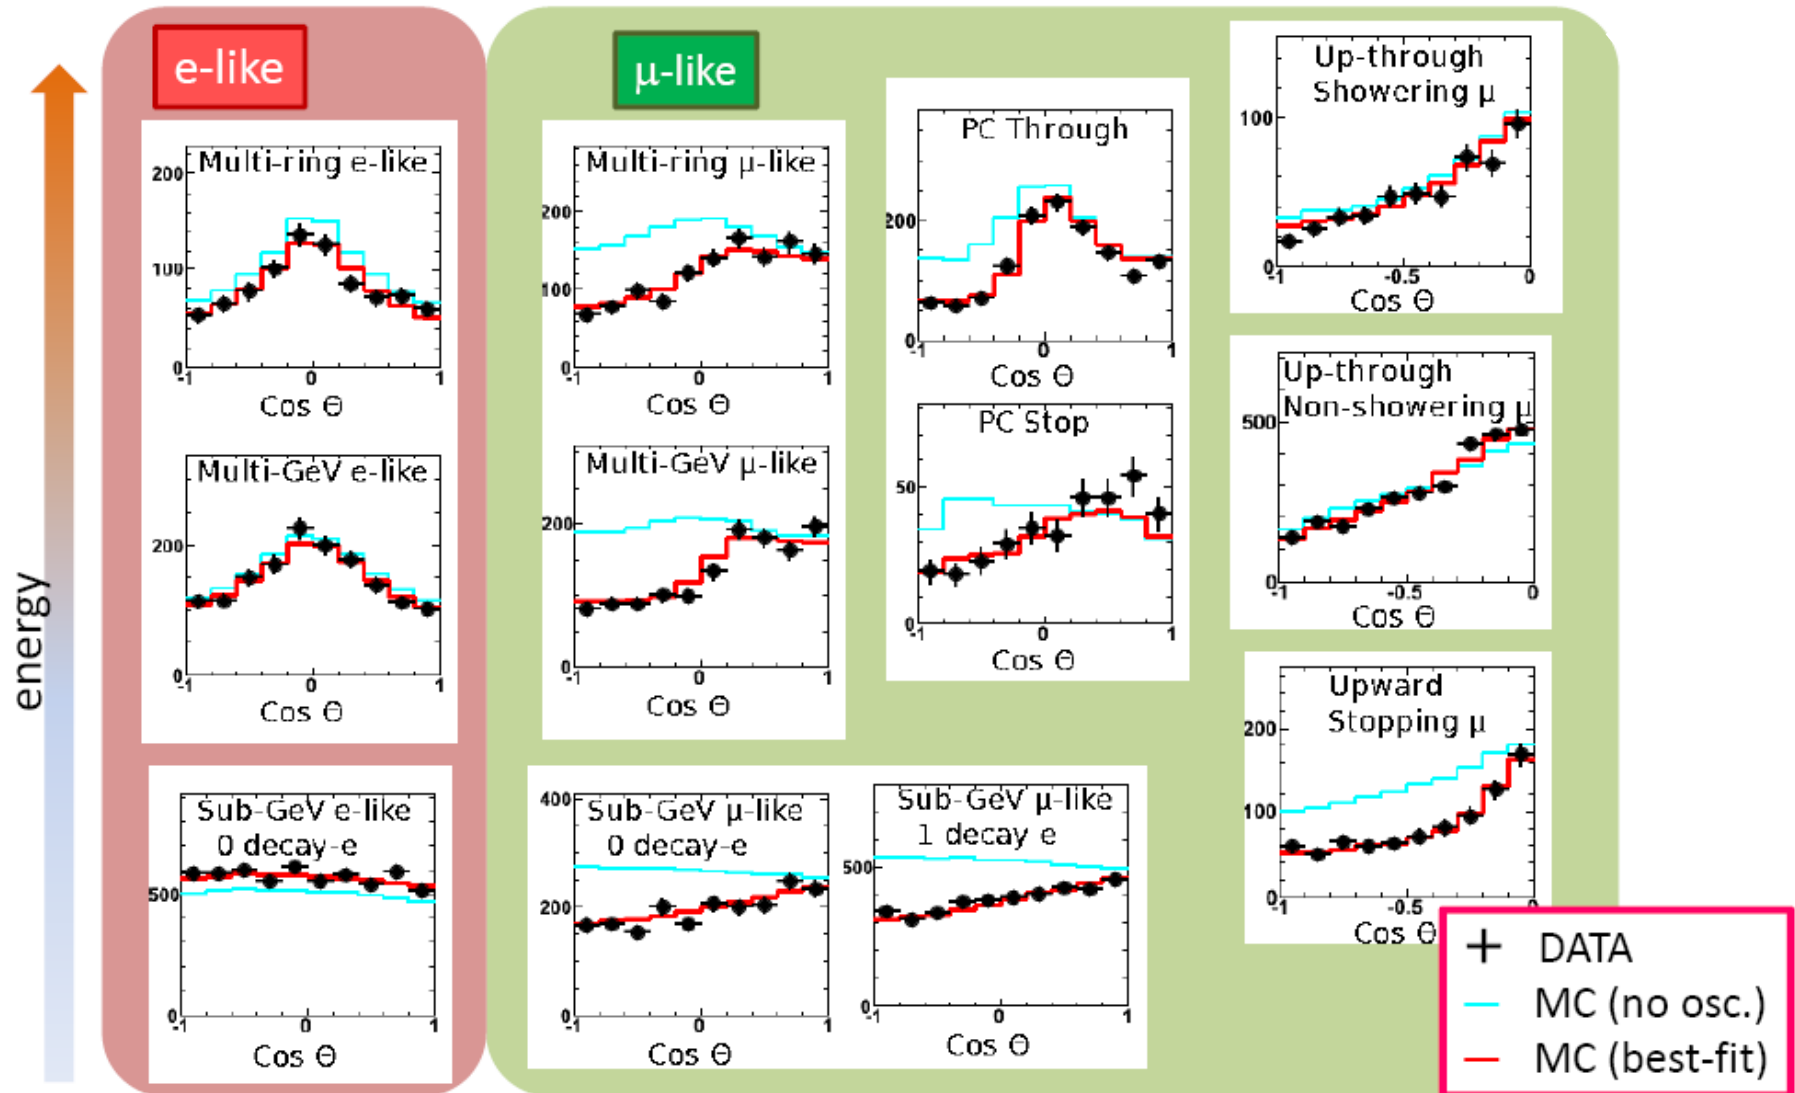 energy
e-like
Multi-ring e-like
200
100
0
-1 0 1
Cos Θ
Multi-GeV e-like
200
0
-1 0 1
Cos Θ
Sub-GeV e-like
0 decay-e
500
0
-1 0 1
Cos Θ
μ-like
Multi-ring μ-like
200
100
0
-1 0 1
Cos Θ
Multi-GeV μ-like
200
0
-1 0 1
Cos Θ
Sub-GeV μ-like
0 decay-e
400
200
0
-1 0 1
Cos Θ
Sub-GeV μ-like
1 decay e
500
0
-1 0 1
Cos Θ
PC Through
200
0
-1 0 1
Cos Θ
PC Stop
50
0
-1 0 1
Cos Θ
Up-through
Showering μ
100
0
-1 -0.5 0
Cos Θ
Up-through
Non-showering μ
500
0
-1 -0.5 0
Cos Θ
Upward
Stopping μ
200
100
0
-1 -0.5
Cos Θ
DATA
MC (no osc.)
MC (best-fit)